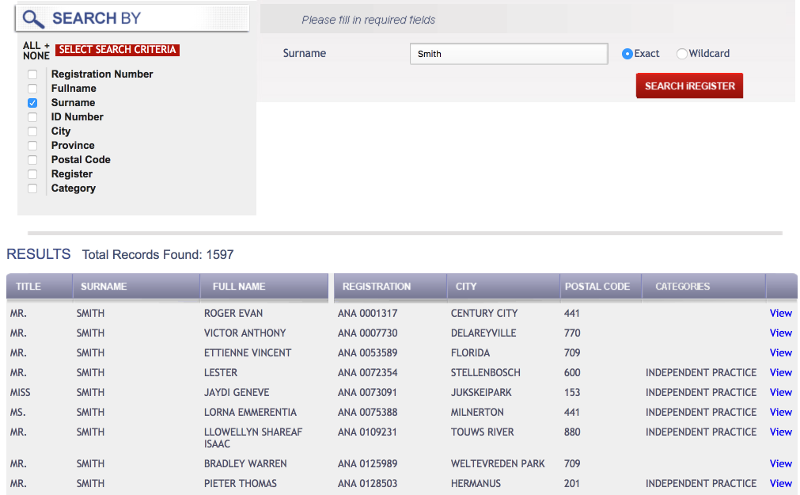 SEARCH BY
ALL +
NONE
SELECT SEARCH CRITERIA
Registration Number
Fullname
Surname
ID Number
City
Province
Postal Code
Register
Category
Please fill in required fields
Surname Smith Exact Wildcard
SEARCH iREGISTER
RESULTS Total Records Found: 1597
TITLE SURNAME FULL NAME REGISTRATION CITY POSTAL CODE CATEGORIES
MR. SMITH ROGER EVAN ANA 0001317 CENTURY CITY 441 View
MR. SMITH VICTOR ANTHONY ANA 0007730 DELAREYVILLE 770 View
MR. SMITH ETTIENNE VINCENT ANA 0053589 FLORIDA 709 View
MR. SMITH LESTER ANA 0072354 STELLENBOSCH 600 INDEPENDENT PRACTICE View
MISS SMITH JAYDI GENEVE ANA 0073091 JUKSKEIPARK 153 INDEPENDENT PRACTICE View
MS. SMITH LORNA EMMERENTIA ANA 0075388 MILNERTON 441 INDEPENDENT PRACTICE View
MR. SMITH LLOWELLYN SHAREAF ANA 0109231 TOUWS RIVER 880 INDEPENDENT PRACTICE View
ISAAC
MR. SMITH BRADLEY WARREN ANA 0125989 WELTEVREDEN PARK 709 View
MR. SMITH PIETER THOMAS ANA 0128503 HERMANUS 201 INDEPENDENT PRACTICE View